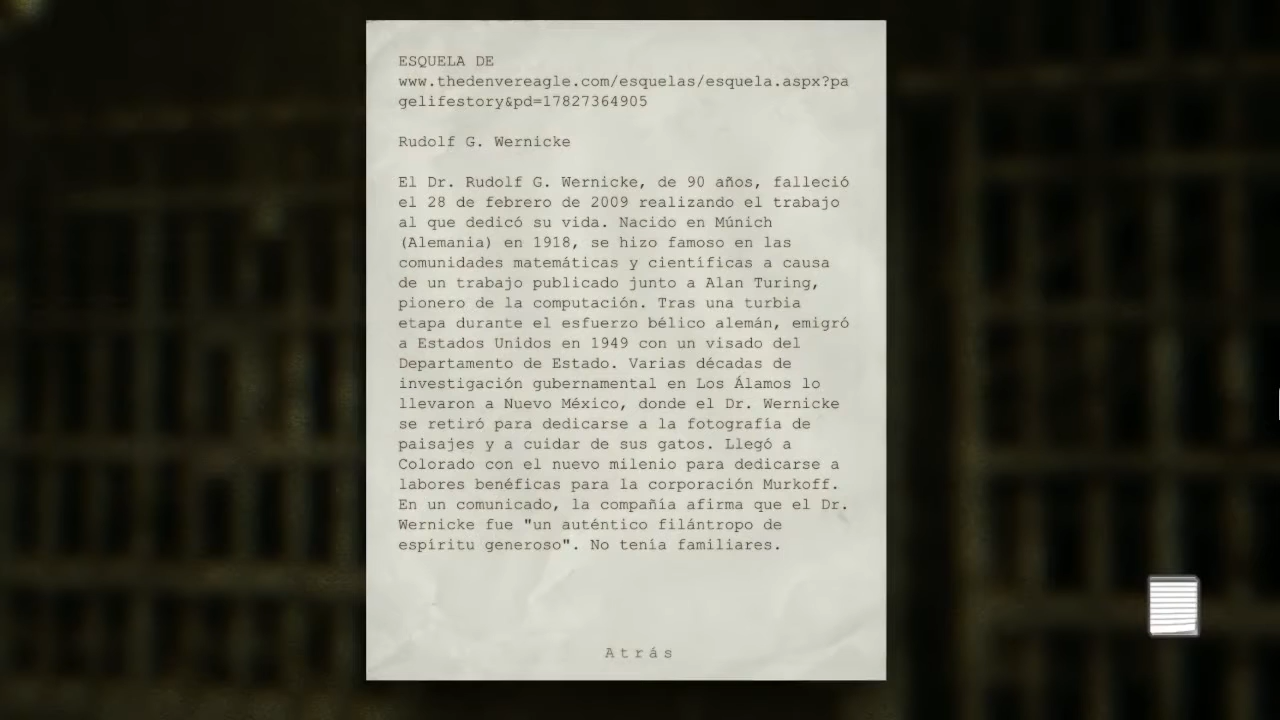 ESQUELA DE
www.thedenvereagle.com/esquelas/esquela.aspx?pa
gelifestory&pd=17827364905
Rudolf G. Wernicke
El Dr. Rudolf G. Wernicke, de 90 años, falleció
el 28 de febrero de 2009 realizando el trabajo
al que dedicó su vida. Nacido en Múnich
(Alemania) en 1918, se hizo famoso en las
comunidades matemáticas y científicas a causa
de un trabajo publicado junto a Alan Turing,
pionero de la computación. Tras una turbia
etapa durante el esfuerzo bélico alemán, emigró
a Estados Unidos en 1949 con un visado del
Departamento de Estado. Varias décadas de
investigación gubernamental en Los Álamos lo
llevaron a Nuevo México, donde el Dr. Wernicke
se retiró para dedicarse a la fotografía de
paisajes y a cuidar de sus gatos. Llegó a
Colorado con el nuevo milenio para dedicarse a
labores benéficas para la corporación Murkoff.
En un comunicado, la compañía afirma que el Dr.
Wernicke fue "un auténtico filántropo de
espíritu generoso". No tenía familiares.
Atrás